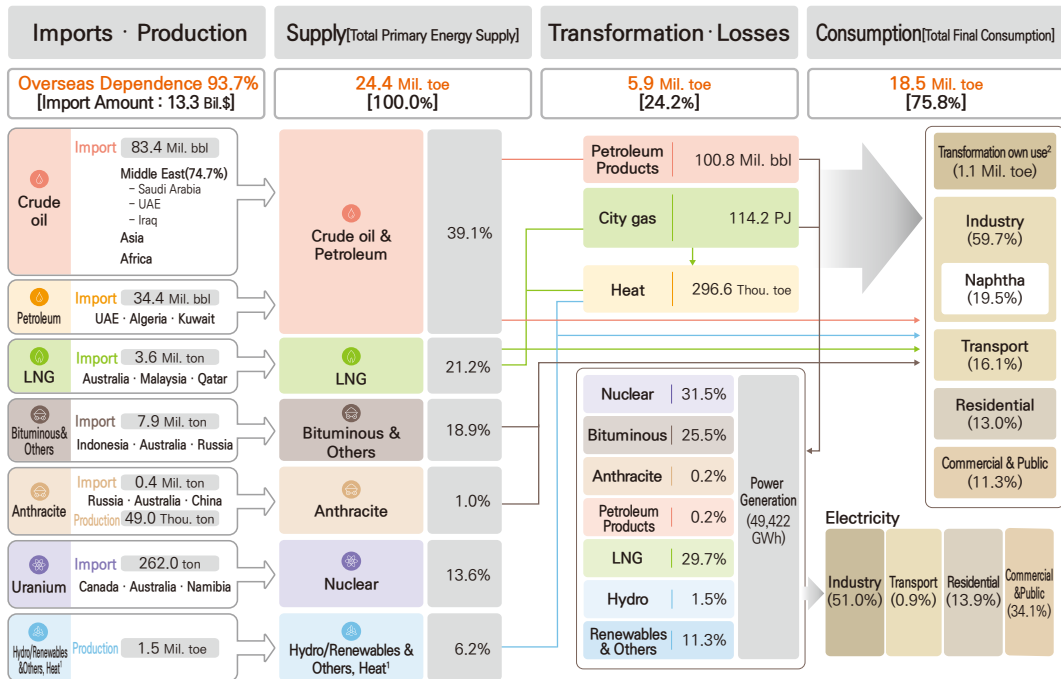 Imports · Production
Supply[Total Primary Energy Supply]
Transformation · Losses
Consumption[Total Final Consumption]
Overseas Dependence 93.7%
[Import Amount : 13.3 Bil.$]
24.4 Mil. toe
[100.0%]
5.9 Mil. toe
[24.2%]
18.5 Mil. toe
[75.8%]
Crude
oil
Import 83.4 Mil. bbl
Middle East(74.7%)
– Saudi Arabia
– UAE
– Iraq
Asia
Africa
Petroleum
Import 34.4 Mil. bbl
UAE · Algeria · Kuwait
LNG
Import 3.6 Mil. ton
Australia · Malaysia · Qatar
Bituminous&
Others
Import 7.9 Mil. ton
Indonesia · Australia · Russia
Anthracite
Import 0.4 Mil. ton
Russia · Australia · China
Production 49.0 Thou. ton
Uranium
Import 262.0 ton
Canada · Australia · Namibia
Hydro/Renewables
&Others, Heat¹
Production 1.5 Mil. toe
Crude oil &
Petroleum
39.1%
LNG
21.2%
Bituminous &
Others
18.9%
Anthracite
1.0%
Nuclear
13.6%
Hydro/Renewables &
Others, Heat¹
6.2%
Petroleum
Products
100.8 Mil. bbl
City gas
114.2 PJ
Heat
296.6 Thou. toe
Nuclear 31.5%
Bituminous 25.5%
Anthracite 0.2%
Petroleum
Products
0.2%
LNG 29.7%
Hydro 1.5%
Renewables
& Others
11.3%
Power
Generation
(49,422
GWh)
Transformation own use²
(1.1 Mil. toe)
Industry
(59.7%)
Naphtha
(19.5%)
Transport
(16.1%)
Residential
(13.0%)
Commercial & Public
(11.3%)
Electricity
Industry
(51.0%)
Transport
(0.9%)
Residential
(13.9%)
Commercial
&Public
(34.1%)